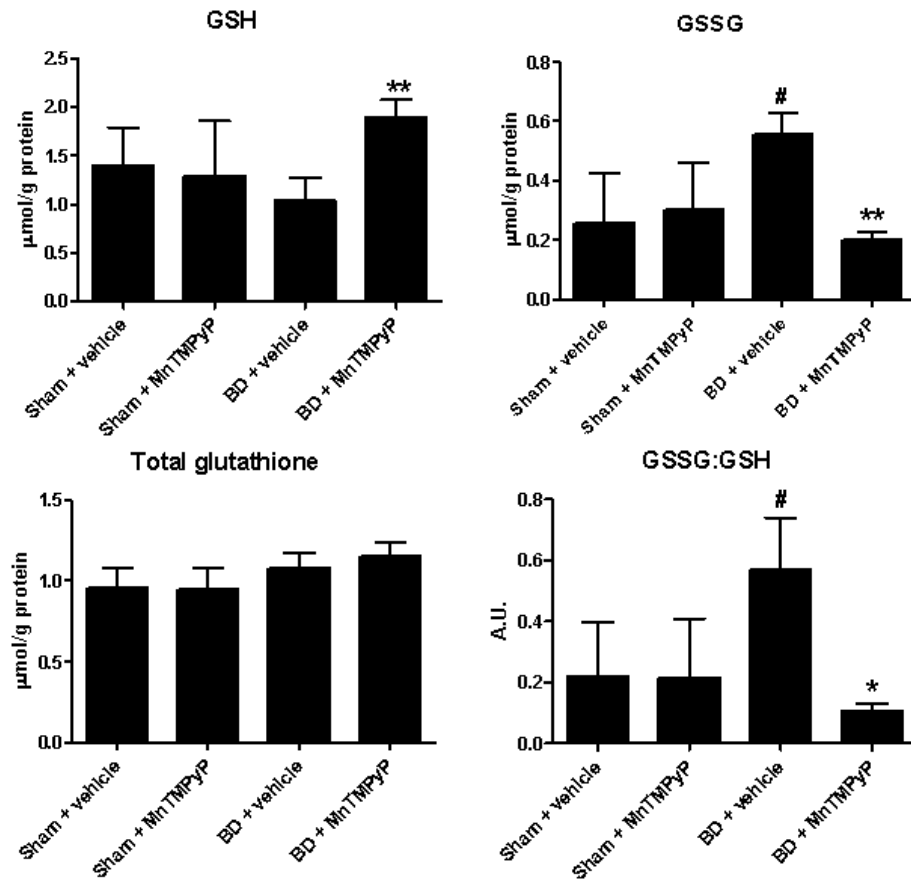 GSH
μmol/g protein
2.5
2.0
1.5
1.0
0.5
0.0
**
Sham + vehicle
Sham + MnTMPyP
BD + vehicle
BD + MnTMPyP
GSSG
μmol/g protein
0.8
0.6
0.4
0.2
0.0
#
**
Sham + vehicle
Sham + MnTMPyP
BD + vehicle
BD + MnTMPyP
Total glutathione
μmol/g protein
1.5
1.0
0.5
0.0
Sham + vehicle
Sham + MnTMPyP
BD + vehicle
BD + MnTMPyP
GSSG:GSH
A.U.
0.8
0.6
0.4
0.2
0.0
#
*
Sham + vehicle
Sham + MnTMPyP
BD + vehicle
BD + MnTMPyP